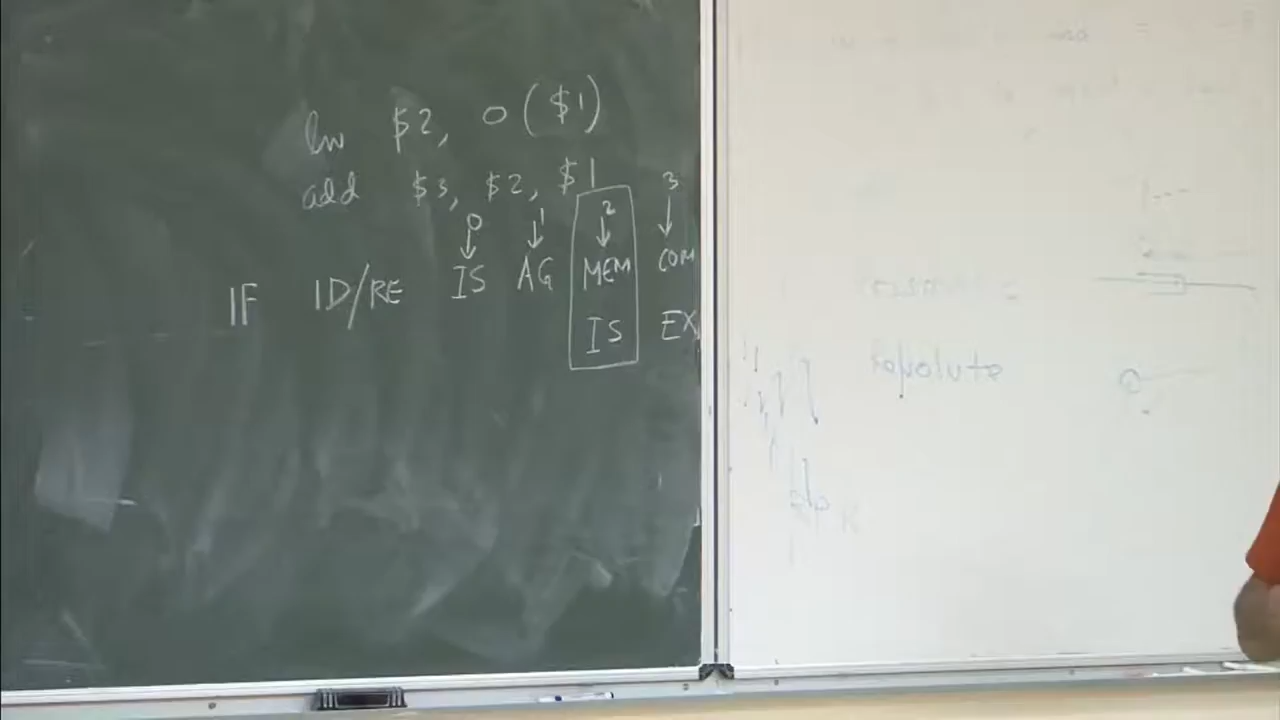 lw $2, 0($1)
add $3, $2, $1
0 1 2 3
IF ID/RE IS AG MEM COM
IS EX